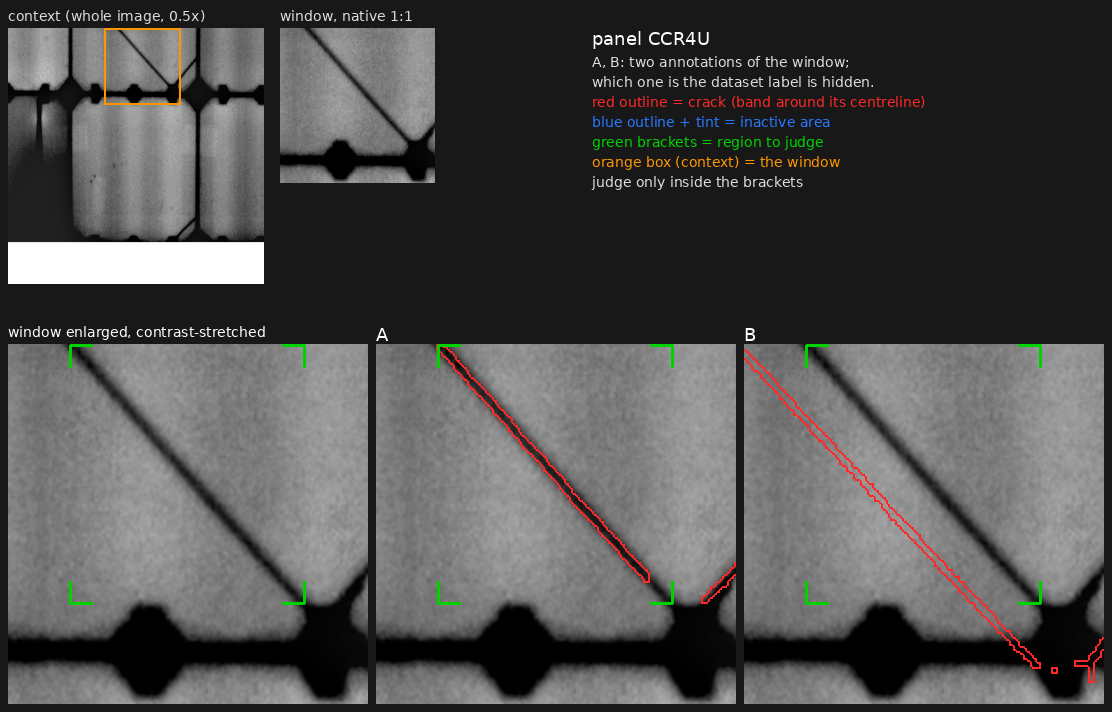 context (whole image, 0.5x)
window, native 1:1
panel CCR4U
A, B: two annotations of the window;
which one is the dataset label is hidden.
red outline = crack (band around its centreline)
blue outline + tint = inactive area
green brackets = region to judge
orange box (context) = the window
judge only inside the brackets
window enlarged, contrast-stretched
A
B